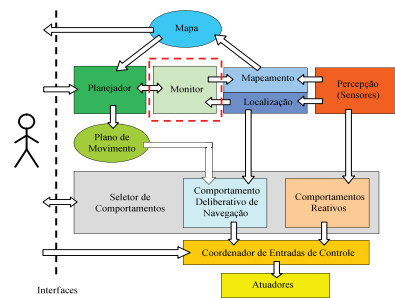 Mapa
Planejador
Monitor
Mapeamento
Localização
Percepção
(Sensores)
Plano de
Movimento
Seletor de
Comportamentos
Comportamento
Deliberativo de
Navegação
Comportamentos
Reativos
Coordenador de Entradas de Controle
Atuadores
Interfaces